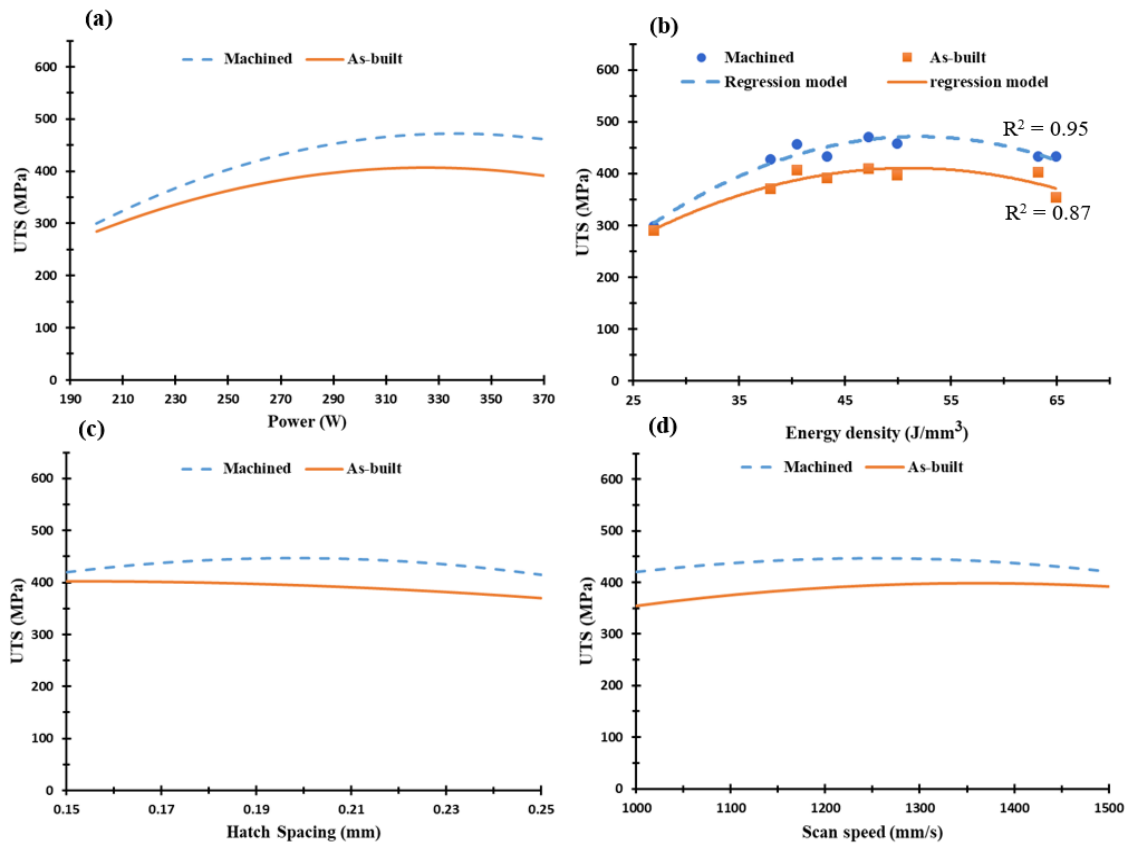 (a)
Machined As-built
600
500
400
300
200
100
0
UTS (MPa)
190 210 230 250 270 290 310 330 350 370
Power (W)
(b)
Machined As-built
Regression model regression model
600
500
400
300
200
100
0
UTS (MPa)
R² = 0.95
R² = 0.87
25 35 45 55 65
Energy density (J/mm³)
(c)
Machined As-built
600
500
400
300
200
100
0
UTS (MPa)
0.15 0.17 0.19 0.21 0.23 0.25
Hatch Spacing (mm)
(d)
Machined As-built
600
500
400
300
200
100
0
UTS (MPa)
1000 1100 1200 1300 1400 1500
Scan speed (mm/s)